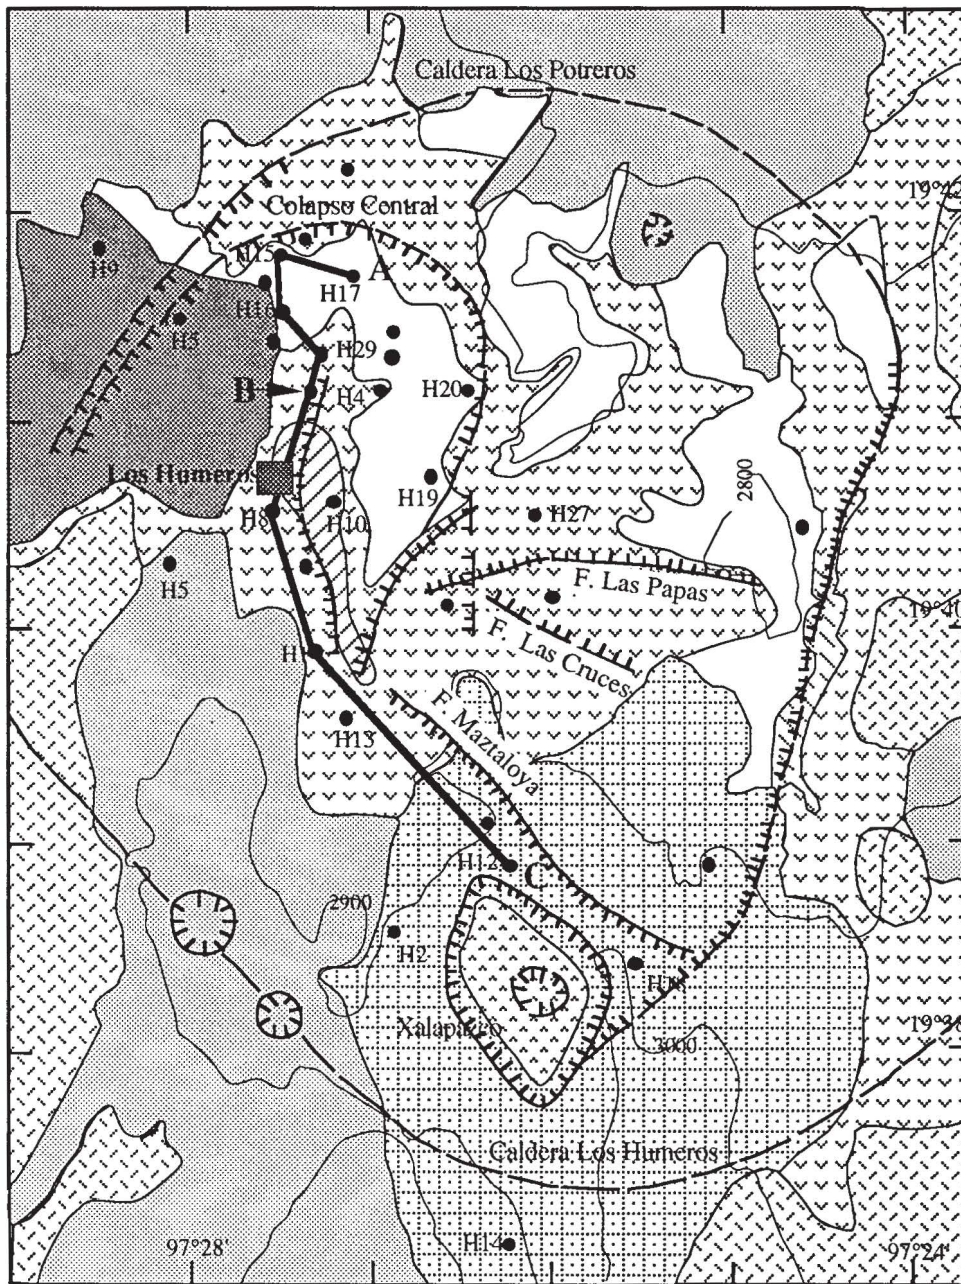 Caldera Los Potreros
19°42
Colapso Central
H9
H15
A
H17
H16
H5
H29
B
H4
H20
Los Humeros
H19
2800
H8
H10
H27
H5
F. Las Papas
19°40
F. Las Cruces
H1
F. Maztaloya
H13
H12
C
2900
H2
H18
Xalapazco
19°38
3000
Caldera Los Humeros
97°28'
H14
97°24'